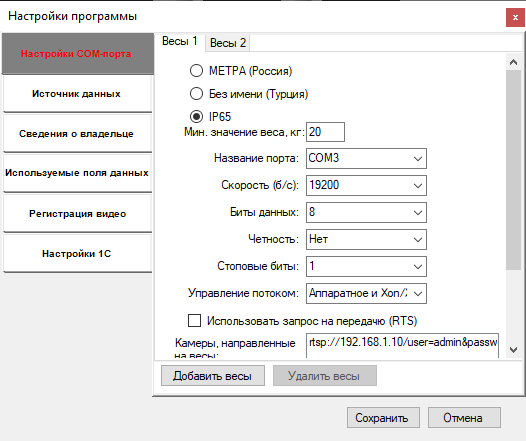 Настройки программы
x
Настройки COM-порта
Источник данных
Сведения о владельце
Используемые поля данных
Регистрация видео
Настройки 1С
Весы 1
Весы 2
МЕТРА (Россия)
Без имени (Турция)
IP65
Мин. значение веса, кг: 20
Название порта: COM3
Скорость (б/с): 19200
Биты данных: 8
Четность: Нет
Стоповые биты: 1
Управление потоком: Аппаратное и Xon/
Использовать запрос на передачу (RTS)
Камеры, направленные rtsp://192.168.1.10/user=admin&passw
на весы:
Добавить весы
Удалить весы
Сохранить
Отмена